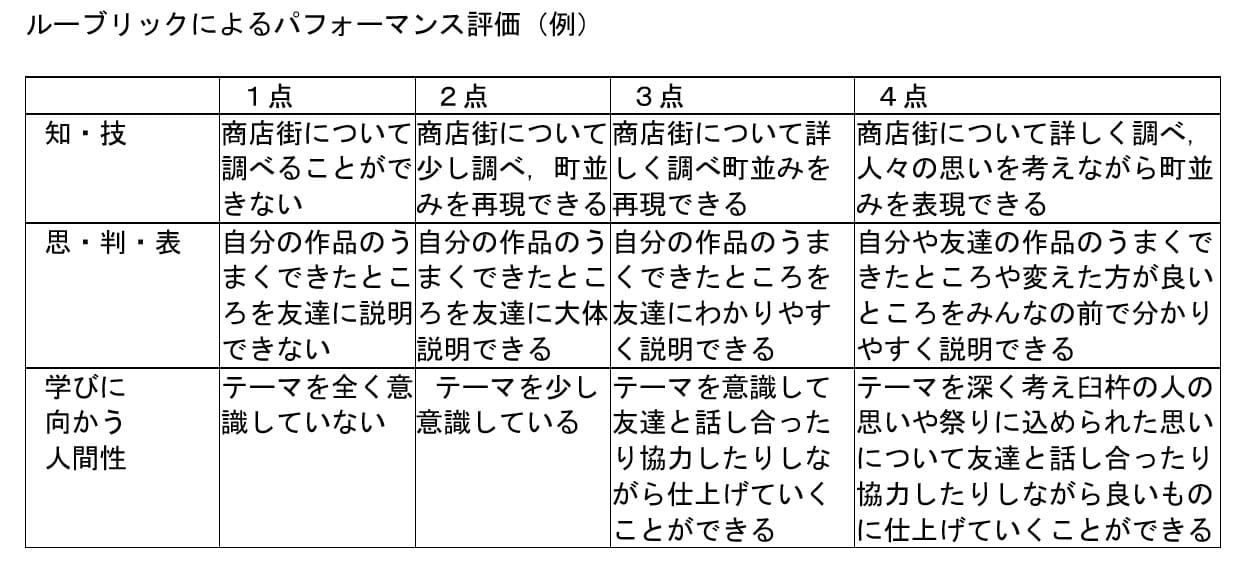 ルーブリックによるパフォーマンス評価（例）
１点
２点
３点
４点
知・技
商店街について
調べることがで
きない
商店街について
少し調べ，町並
みを再現できる
商店街について詳
しく調べ町並みを
再現できる
商店街について詳しく調べ，
人々の思いを考えながら町並
みを表現できる
思・判・表
自分の作品のう
まくできたとこ
ろを友達に説明
できない
自分の作品のう
まくできたとこ
ろを友達に大体
説明できる
自分の作品のうま
くできたところを
友達にわかりやす
く説明できる
自分や友達の作品のうまくで
きたところや変えた方が良い
ところをみんなの前で分かり
やすく説明できる
学びに
向かう
人間性
テーマを全く意
識していない
テーマを少し
意識している
テーマを意識して
友達と話し合った
り協力したりしな
がら仕上げていく
ことができる
テーマを深く考え臼杵の人の
思いや祭りに込められた思い
について友達と話し合ったり
協力したりしながら良いもの
に仕上げていくことができる